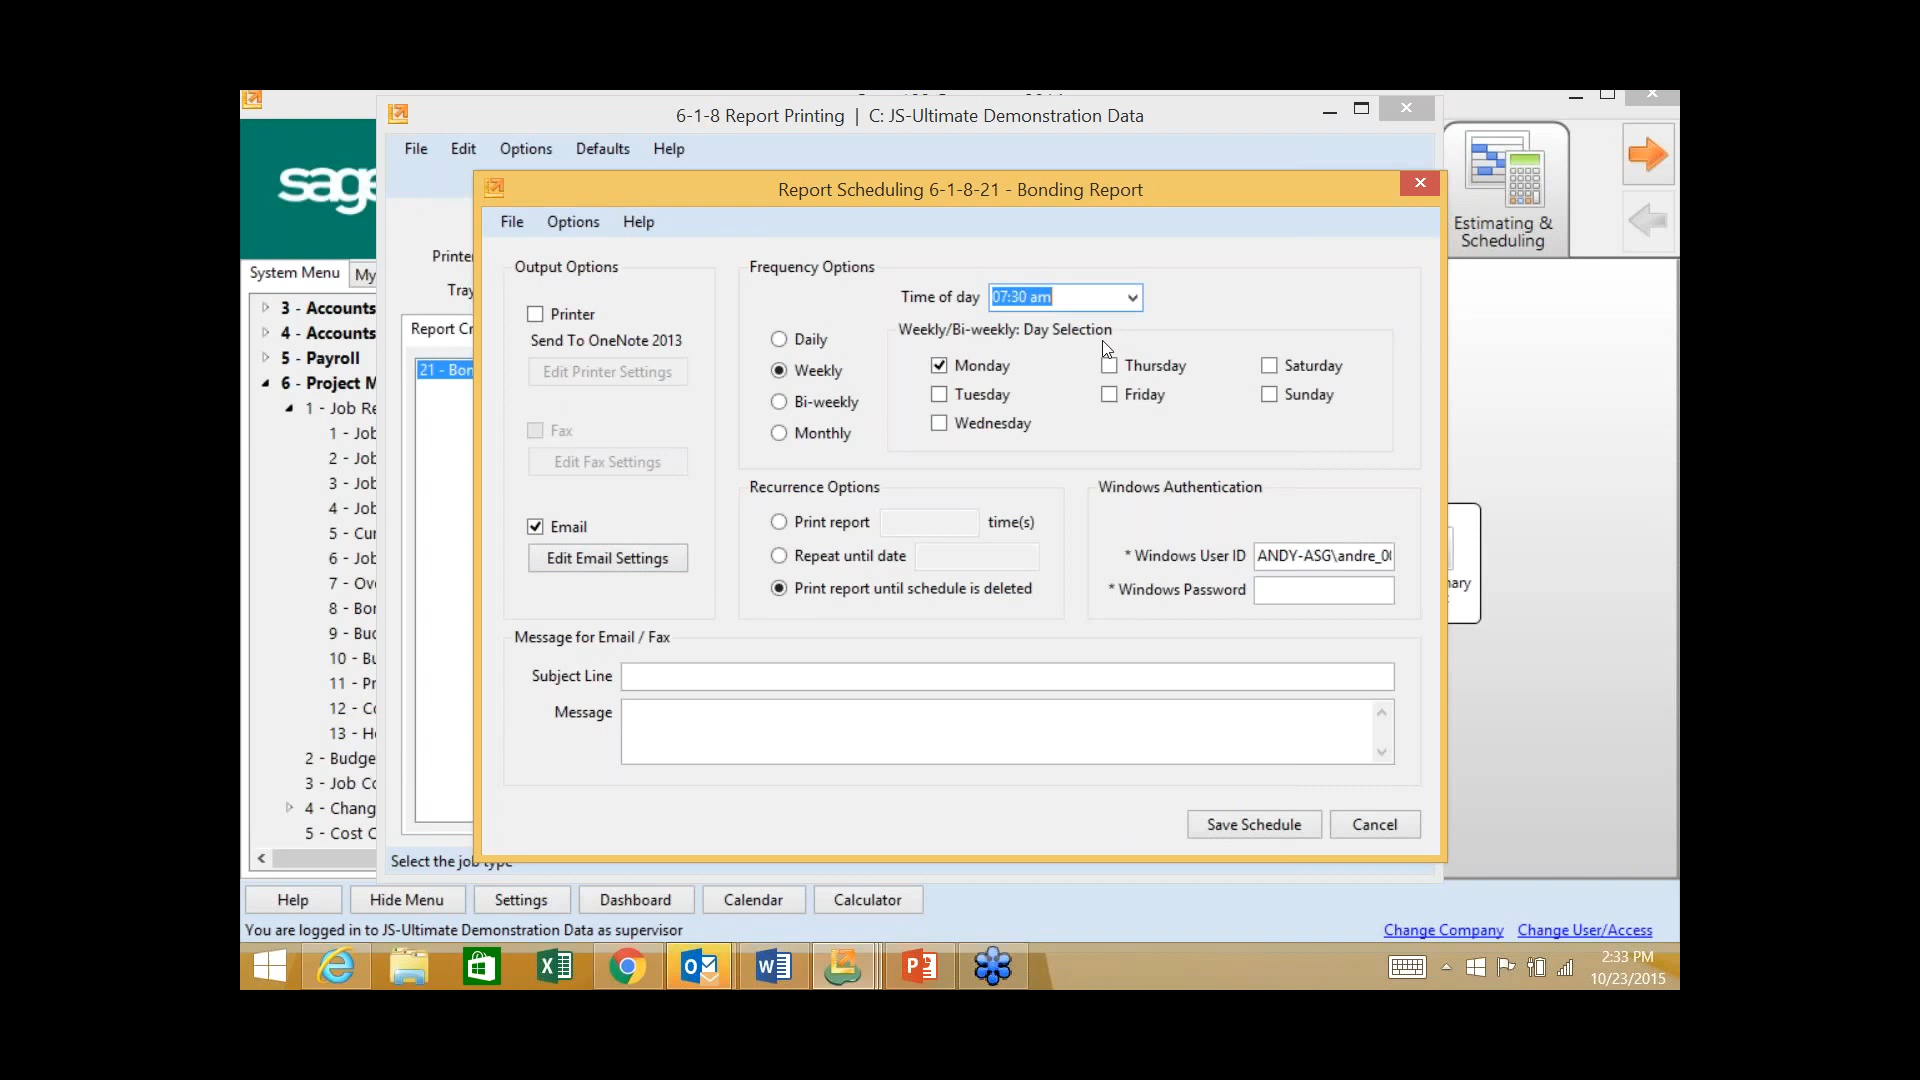 6-1-8 Report Printing | C: JS-Ultimate Demonstration Data
File Edit Options Defaults Help
sage
Estimating &
Scheduling
Report Scheduling 6-1-8-21 - Bonding Report
File Options Help
System Menu My
3 - Accounts
4 - Accounts
5 - Payroll
6 - Project M
1 - Job Re
1 - Job
2 - Job
3 - Job
4 - Job
5 - Cur
6 - Job
7 - Ov
8 - Bor
9 - Bud
10 - Bu
11 - Pr
12 - Co
13 - He
2 - Budge
3 - Job Co
4 - Chang
5 - Cost C
Printer
Tray
Report Cr
21 - Bon
Select the job type
Output Options
Printer
Send To OneNote 2013
Edit Printer Settings
Fax
Edit Fax Settings
Email
Edit Email Settings
Frequency Options
Time of day 07:30 am
Daily
Weekly
Bi-weekly
Monthly
Weekly/Bi-weekly: Day Selection
Monday Thursday Saturday
Tuesday Friday Sunday
Wednesday
Recurrence Options
Print report time(s)
Repeat until date
Print report until schedule is deleted
Windows Authentication
* Windows User ID ANDY-ASG\andre_0
* Windows Password
Message for Email / Fax
Subject Line
Message
Save Schedule Cancel
Help Hide Menu Settings Dashboard Calendar Calculator
You are logged in to JS-Ultimate Demonstration Data as supervisor
Change Company Change User/Access
2:33 PM
10/23/2015